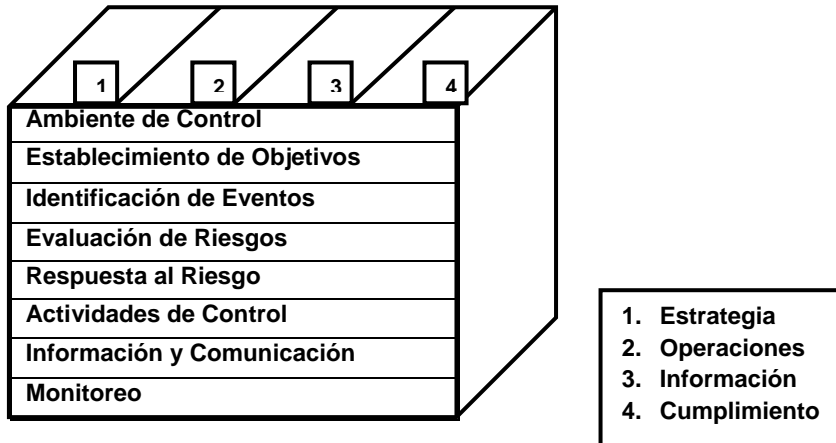 1 2 3 4
Ambiente de Control
Establecimiento de Objetivos
Identificación de Eventos
Evaluación de Riesgos
Respuesta al Riesgo
Actividades de Control
Información y Comunicación
Monitoreo
1. Estrategia
2. Operaciones
3. Información
4. Cumplimiento